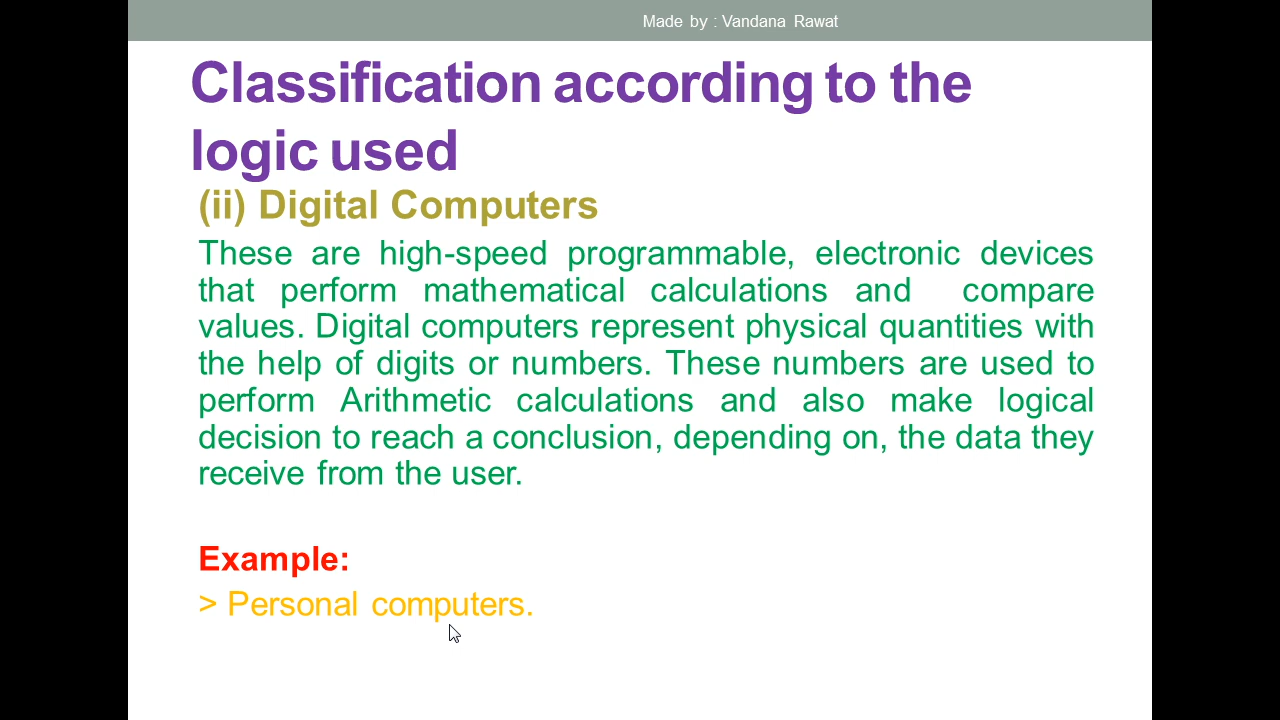 Made by : Vandana Rawat
Classification according to the
logic used
(ii) Digital Computers
These are high-speed programmable, electronic devices
that perform mathematical calculations and compare
values. Digital computers represent physical quantities with
the help of digits or numbers. These numbers are used to
perform Arithmetic calculations and also make logical
decision to reach a conclusion, depending on, the data they
receive from the user.
Example:
> Personal computers.